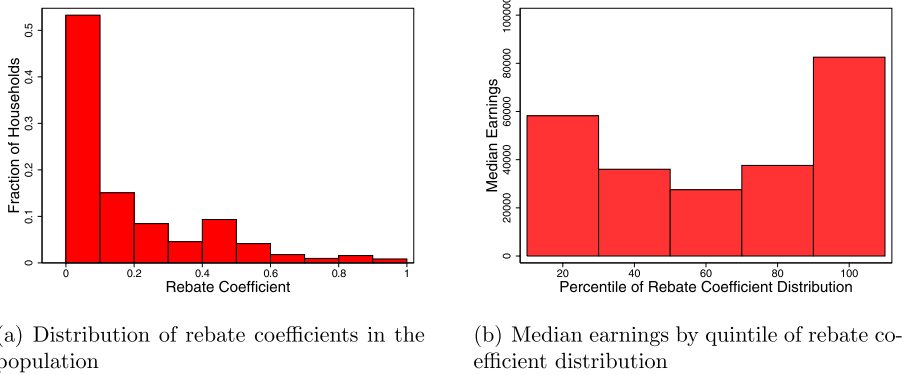 Fraction of Households
0.5
0.4
0.3
0.2
0.1
0
0 0.2 0.4 0.6 0.8 1
Rebate Coefficient
Median Earnings
80000
60000
40000
20000
0
20 40 60 80 100
Percentile of Rebate Coefficient Distribution
(a) Distribution of rebate coefficients in the
population
(b) Median earnings by quintile of rebate co-
efficient distribution